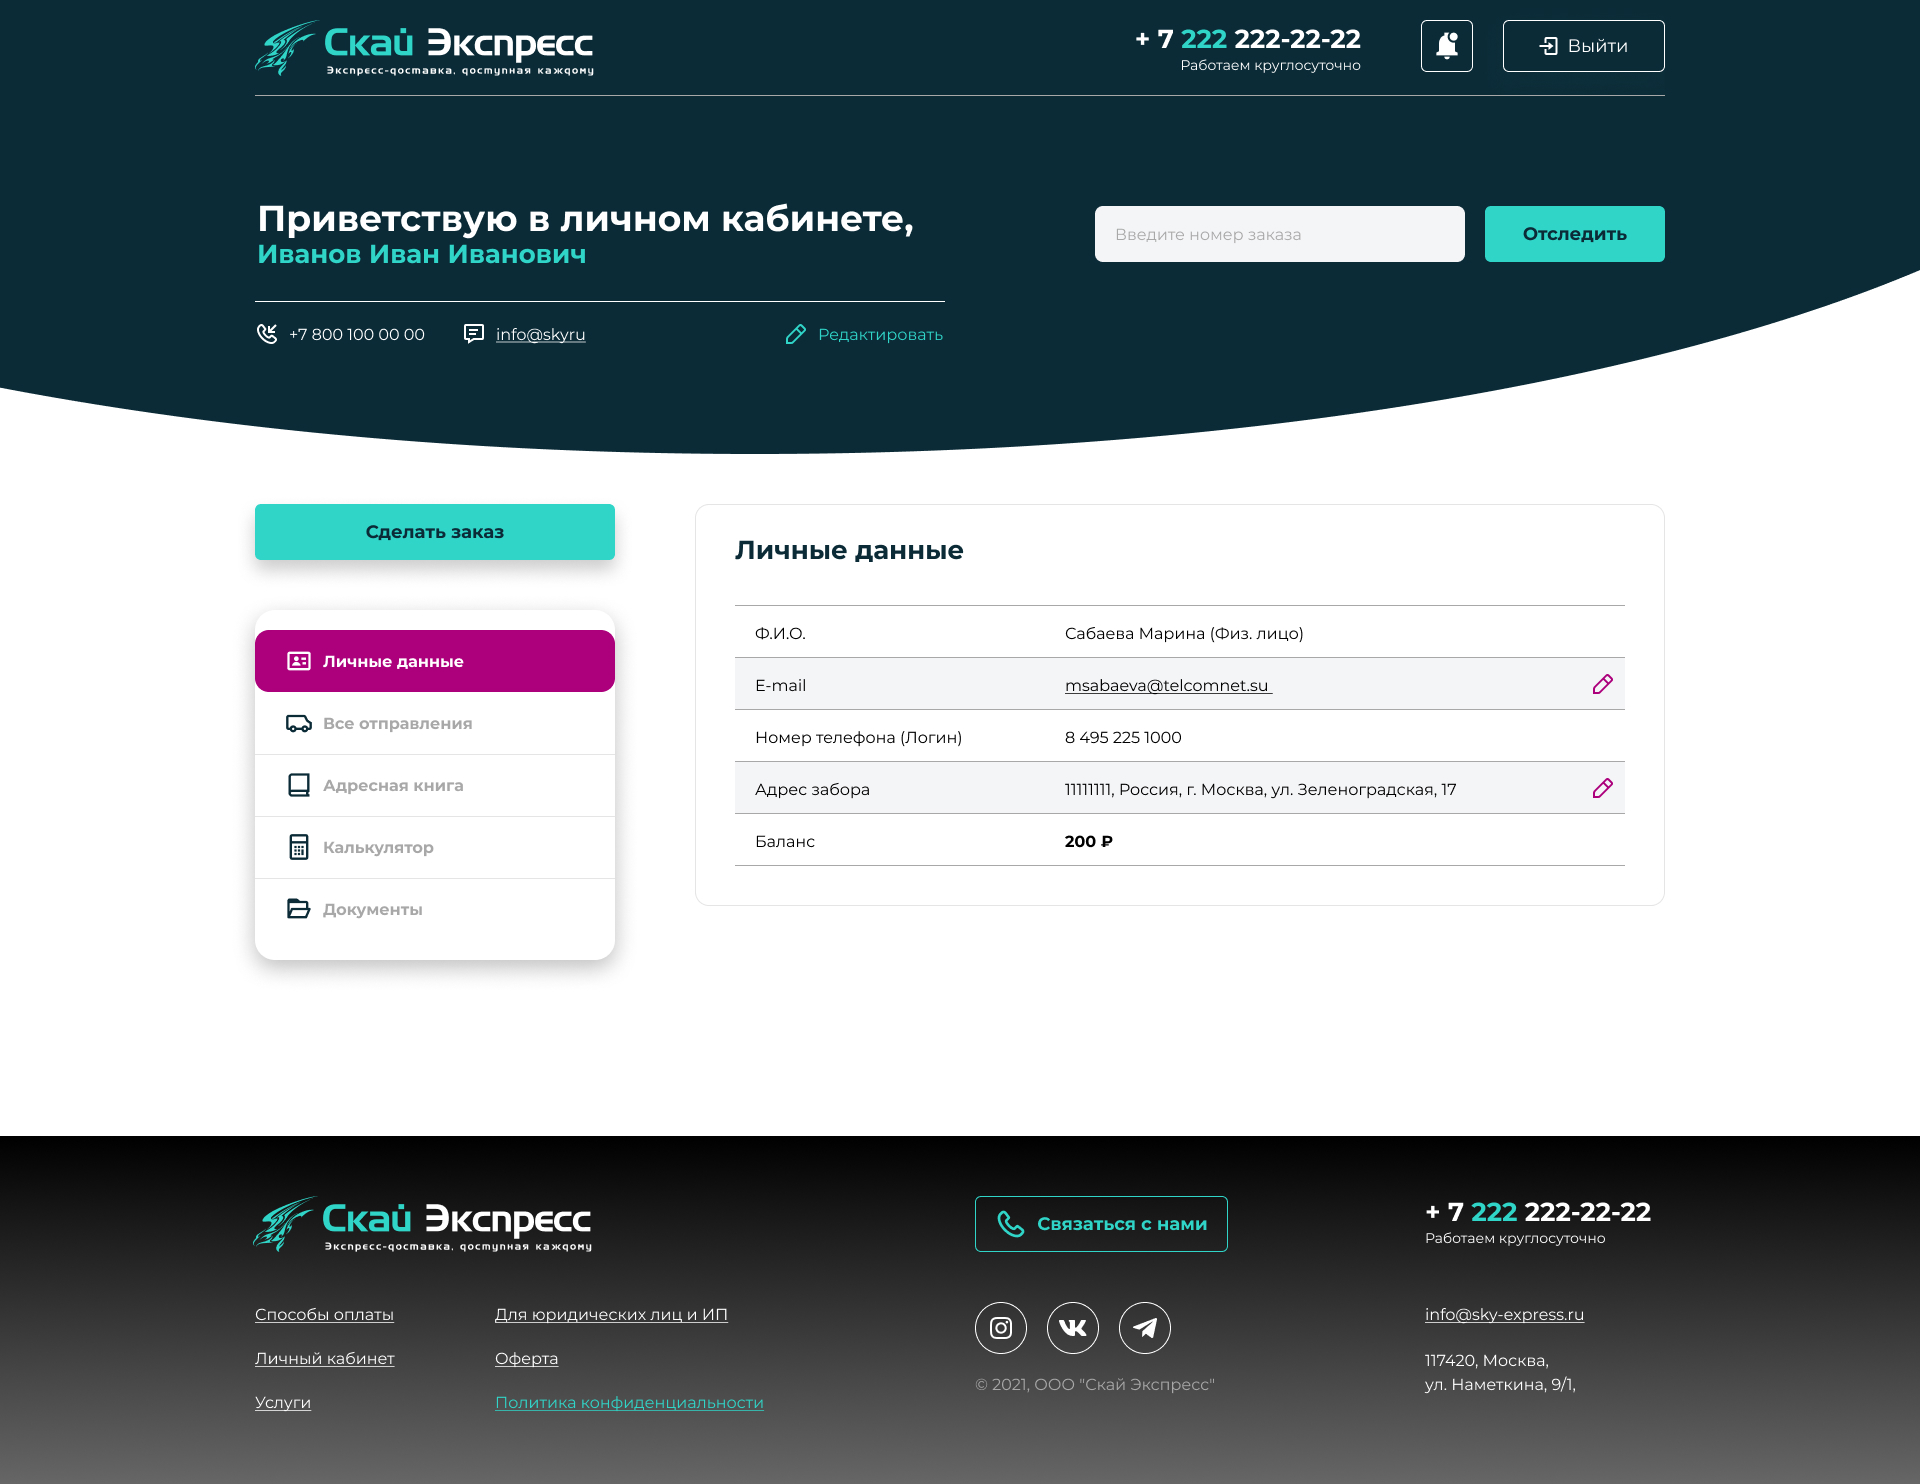 Скай Экспресс
Экспресс-доставка, доступная каждому
+ 7 222 222-22-22
Работаем круглосуточно
Выйти
Приветствую в личном кабинете,
Иванов Иван Иванович
Введите номер заказа
Отследить
+7 800 100 00 00
info@skyru
Редактировать
Сделать заказ
Личные данные
Все отправления
Адресная книга
Калькулятор
Документы
Личные данные
Ф.И.О. Сабаева Марина (Физ. лицо)
E-mail msabaeva@telcomnet.su
Номер телефона (Логин) 8 495 225 1000
Адрес забора 11111111, Россия, г. Москва, ул. Зеленоградская, 17
Баланс 200 ₽
Скай Экспресс
Экспресс-доставка, доступная каждому
Способы оплаты
Личный кабинет
Услуги
Для юридических лиц и ИП
Оферта
Политика конфиденциальности
Связаться с нами
© 2021, ООО "Скай Экспресс"
+ 7 222 222-22-22
Работаем круглосуточно
info@sky-express.ru
117420, Москва,
ул. Наметкина, 9/1,